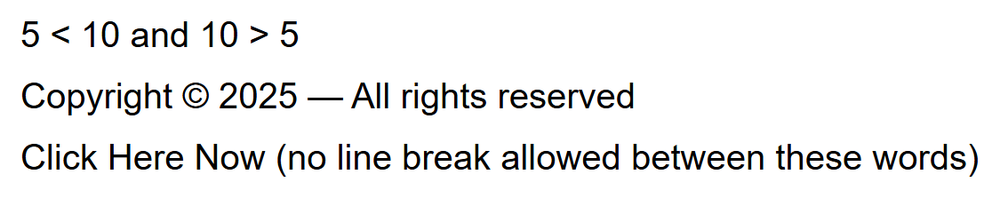 5 < 10 and 10 > 5
Copyright © 2025 — All rights reserved
Click Here Now (no line break allowed between these words)